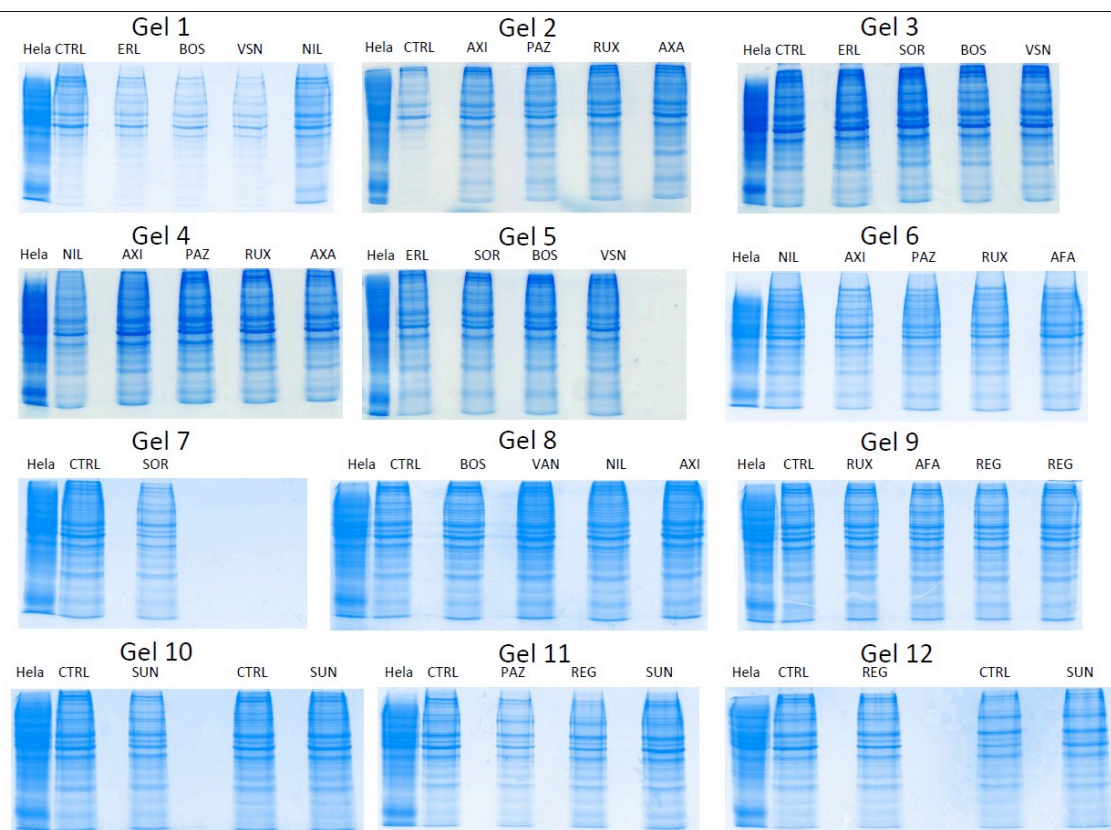 Gel 1 Gel 2 Gel 3
Hela CTRL ERL BOS VSN NIL Hela CTRL AXI PAZ RUX AXA Hela CTRL ERL SOR BOS VSN
Gel 4 Gel 5 Gel 6
Hela NIL AXI PAZ RUX AXA Hela ERL SOR BOS VSN Hela NIL AXI PAZ RUX AFA
Gel 7 Gel 8 Gel 9
Hela CTRL SOR Hela CTRL BOS VAN NIL AXI Hela CTRL RUX AFA REG REG
Gel 10 Gel 11 Gel 12
Hela CTRL SUN CTRL SUN Hela CTRL PAZ REG SUN Hela CTRL REG CTRL SUN